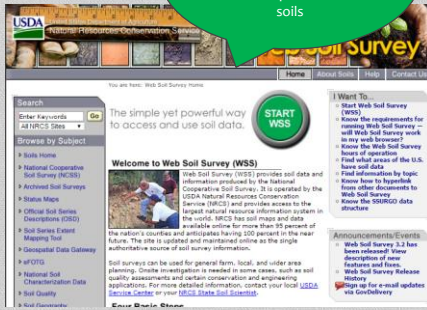 soils
USDA
United States Department of Agriculture
Natural Resources Conservation Service
Soil Survey
Home About Soils Help Contact Us
You are here: Web Soil Survey Home
Search
Enter Keywords Go
All NRCS Sites
Browse by Subject
Soils Home
National Cooperative
Soil Survey (NCSS)
Archived Soil Surveys
Status Maps
Official Soil Series
Descriptions (OSD)
Soil Series Extent
Mapping Tool
Geospatial Data Gateway
eFOTG
National Soil
Characterization Data
Soil Quality
Soil Geography
The simple yet powerful way
to access and use soil data.
START
WSS
Welcome to Web Soil Survey (WSS)
Web Soil Survey (WSS) provides soil data and
information produced by the National
Cooperative Soil Survey. It is operated by the
USDA Natural Resources Conservation
Service (NRCS) and provides access to the
largest natural resource information system in
the world. NRCS has soil maps and data
available online for more than 95 percent of
the nation's counties and anticipates having 100 percent in the near
future. The site is updated and maintained online as the single
authoritative source of soil survey information.
Soil surveys can be used for general farm, local, and wider area
planning. Onsite investigation is needed in some cases, such as soil
quality assessments and certain conservation and engineering
applications. For more detailed information, contact your local USDA
Service Center or your NRCS State Soil Scientist.
Four Basic Steps
I Want To...
Start Web Soil Survey
(WSS)
Know the requirements for
running Web Soil Survey —
will Web Soil Survey work
in my web browser?
Know the Web Soil Survey
hours of operation
Find what areas of the U.S.
have soil data
Find information by topic
Know how to hyperlink
from other documents to
Web Soil Survey
Know the SSURGO data
structure
Announcements/Events
Web Soil Survey 3.2 has
been released! View
description of new
features and fixes.
Web Soil Survey Release
History
Sign up for e-mail updates
via GovDelivery